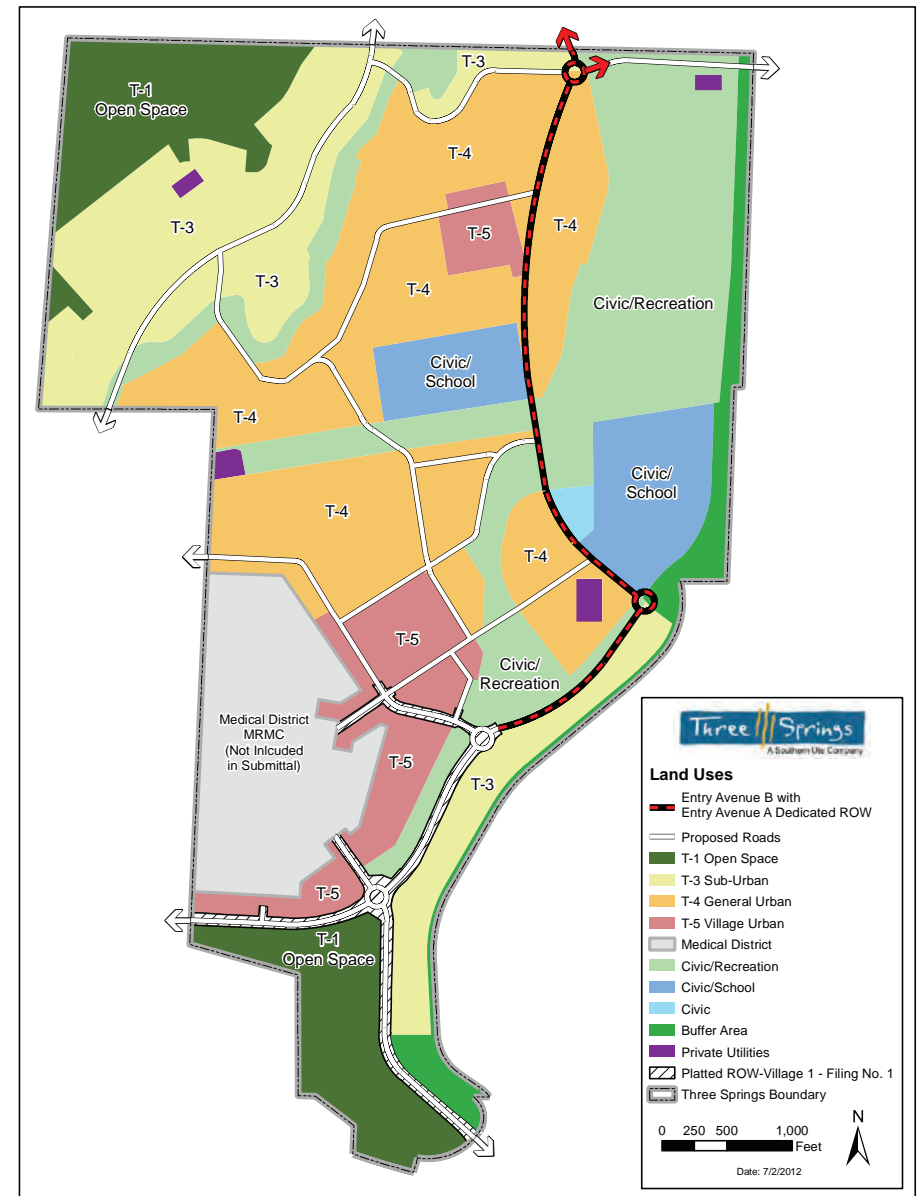 T-1
Open Space
T-3
T-4
T-3
T-5
T-4
T-3
T-4
Civic/Recreation
Civic/
School
T-4
Civic/
School
T-4
T-4
T-5
Civic/
Recreation
Medical District
MRMC
(Not Inlcuded
in Submittal)
T-5
T-3
T-5
T-1
Open Space
Three Springs
A Southern Ute Company
Land Uses
Entry Avenue B with
Entry Avenue A Dedicated ROW
Proposed Roads
T-1 Open Space
T-3 Sub-Urban
T-4 General Urban
T-5 Village Urban
Medical District
Civic/Recreation
Civic/School
Civic
Buffer Area
Private Utilities
Platted ROW-Village 1 - Filing No. 1
Three Springs Boundary
N
0 250 500 1,000
Feet
Date: 7/2/2012